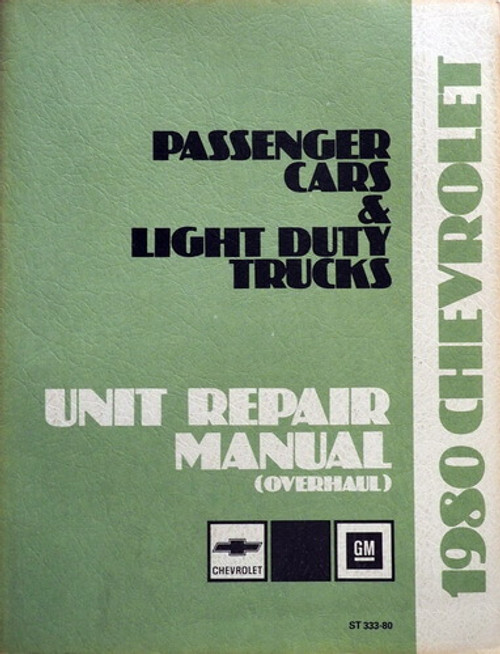 PASSENGER
CARS
&
LIGHT DUTY
TRUCKS
UNIT REPAIR
MANUAL
(OVERHAUL)
CHEVROLET
GM
ST 333-80
1980 CHEVROLET